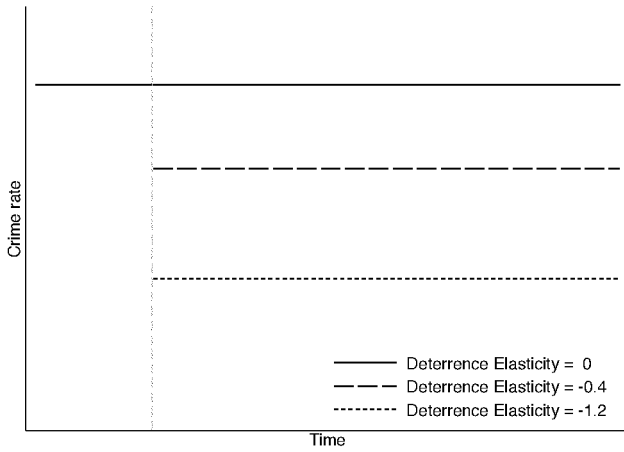 Crime rate
Deterrence Elasticity = 0
Deterrence Elasticity = -0.4
Deterrence Elasticity = -1.2
Time